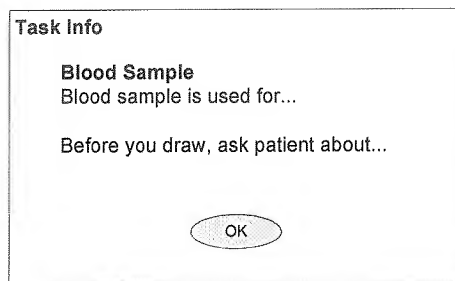 Task Info
Blood Sample
Blood sample is used for...
Before you draw, ask patient about...
OK